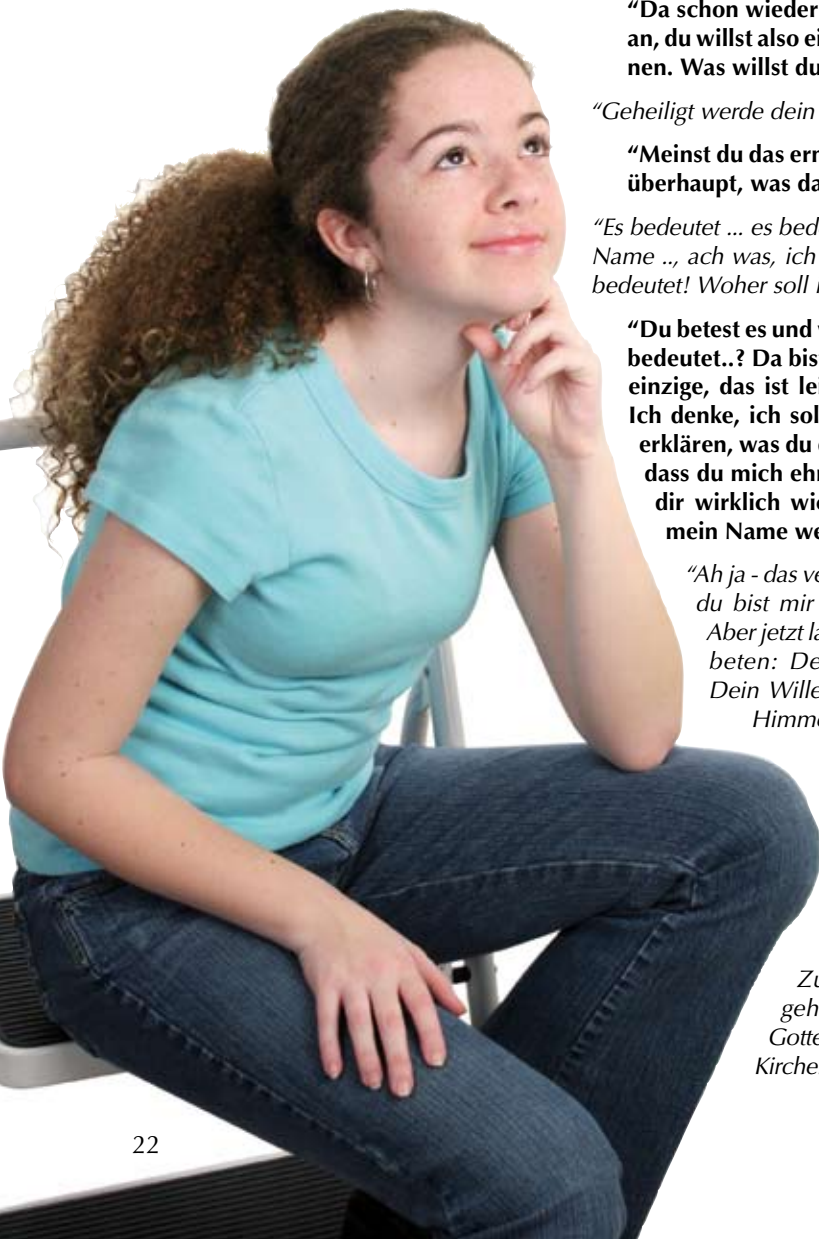 “Da schon wieder
an, du willst also ei
nen. Was willst du
“Geheiligt werde dein
“Meinst du das ern
überhaupt, was da
“Es bedeutet ... es bed
Name .., ach was, ich
bedeutet! Woher soll
“Du betest es und
bedeutet..? Da bis
einzige, das ist lei
Ich denke, ich sol
erklären, was du
dass du mich ehr
dir wirklich wic
mein Name we
“Ah ja - das ve
du bist mir
Aber jetzt la
beten: De
Dein Wille
Himme
Zu
geh
Gotte
Kirche
22